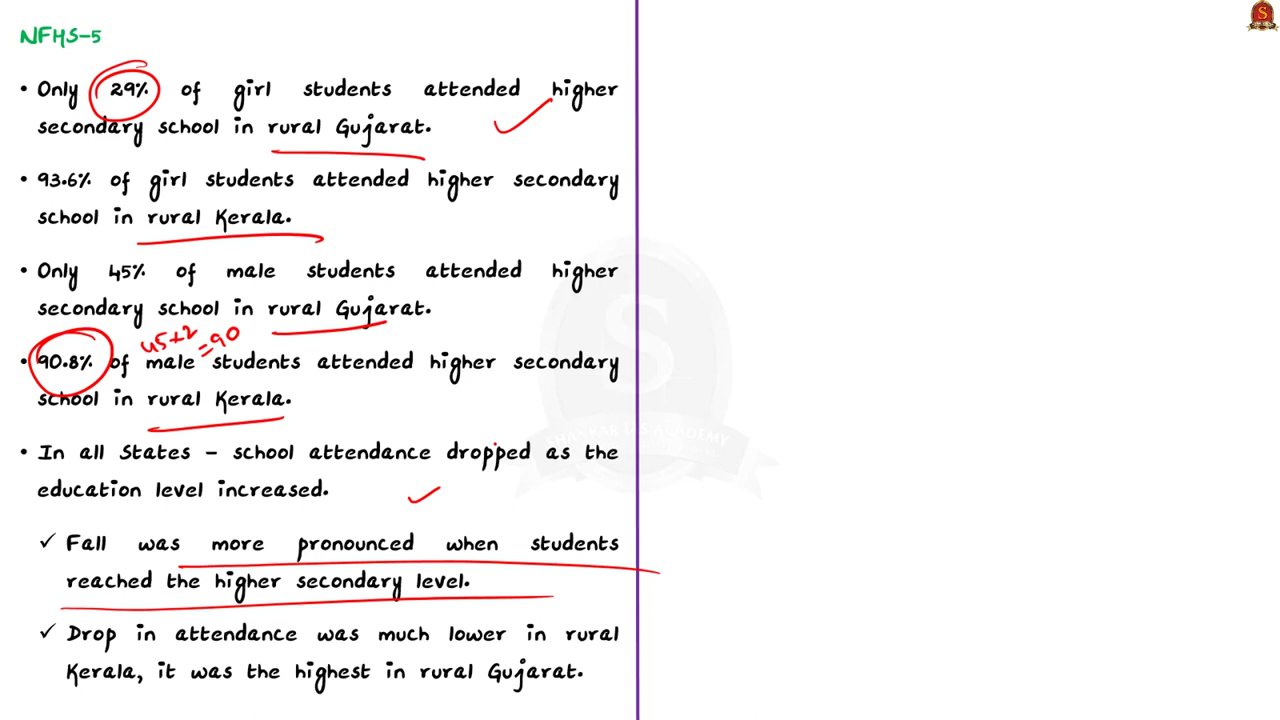 NFHS-5
• Only 29% of girl students attended higher
secondary school in rural Gujarat.
• 93.6% of girl students attended higher secondary
school in rural Kerala.
• Only 45% of male students attended higher
secondary school in rural Gujarat.
45+2
=90
• 90.8% of male students attended higher secondary
school in rural Kerala.
• In all States – school attendance dropped as the
education level increased.
✓ Fall was more pronounced when students
reached the higher secondary level.
✓ Drop in attendance was much lower in rural
Kerala, it was the highest in rural Gujarat.
S
SHANKAR IAS ACADEMY
S